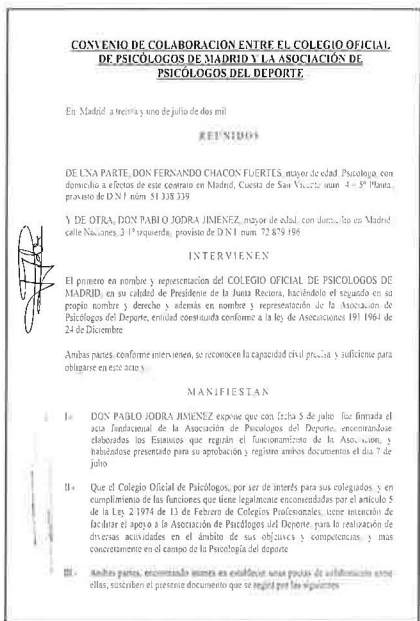 CONVENIO DE COLABORACION ENTRE EL COLEGIO OFICIAL
DE PSICÓLOGOS DE MADRID Y LA ASOCIACIÓN DE
PSICÓLOGOS DEL DEPORTE
En Madrid a treinta y uno de julio de dos mil
REUNIDOS
DE UNA PARTE, DON FERNANDO CHACON FUERTES, mayor de edad, Psicologo, con
domicilio a efectos de este contrato en Madrid, Cuesta de San Vicente num 4 - 5ª Planta,
provisto de D N I núm 51 338 339
Y DE OTRA, DON PABLO JODRA JIMENEZ, mayor de edad, con domicilio en Madrid
calle Naciones, 3 1º izquierda, provisto de D N I num 72 879 196
INTERVIENEN
El primero en nombre y representacion del COLEGIO OFICIAL DE PSICOLOGOS DE
MADRID, en su calidad de Presidente de la Junta Rectora, haciéndolo el segundo en su
propio nombre y derecho y además en nombre y representación de la Asociación de
Psicólogos del Deporte, entidad constituida conforme a la ley de Asociaciones 191 1964 de
24 de Diciembre
Ambas partes, conforme intervienen, se reconocen la capacidad civil precisa y suficiente para
obligarse en este acto y
MANIFIESTAN
I - DON PABLO JODRA JIMENEZ expone que con fecha 5 de julio fue firmada el
acta fundacional de la Asociación de Psicologos del Deporte, encontrándose
elaborados los Estatutos que regirán el funcionamiento de la Asociacion, y
habiéndose presentado para su aprobación y registro ambos documentos el dia 7 de
julio
II - Que el Colegio Oficial de Psicólogos, por ser de interés para sus colegiados y en
cumplimiento de las funciones que tiene legalmente encomendadas por el artículo 5
de la Ley 2/1974 de 13 de Febrero de Colegios Profesionales, tiene intención de
facilitar el apoyo a la Asociación de Psicólogos del Deporte, para la realización de
diversas actividades en el ámbito de sus objetivos y competencias, y mas
concretamente en el campo de la Psicología del deporte
III - Ambas partes, encontrando interes en establecer unas pautas de colaboración entre
ellas, suscriben el presente documento que se regirá por las siguientes